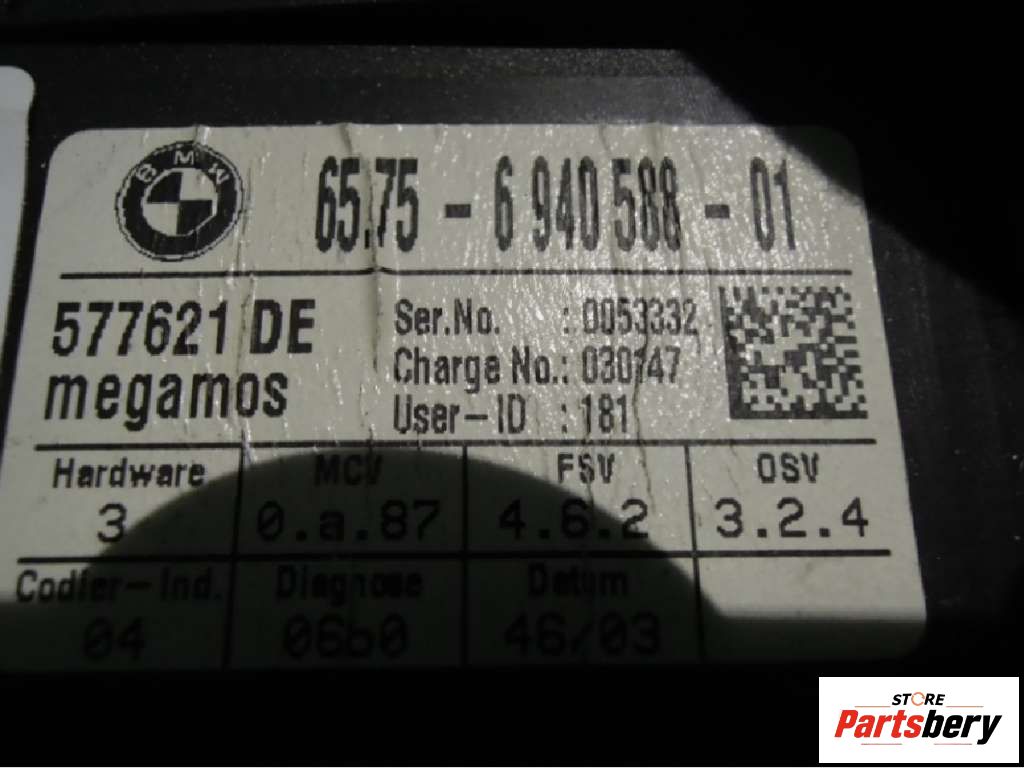 BMW
65.75 - 6 940 588 - 01
577621 DE
megamos
Ser.No. : 0053332
Charge No.: 030147
User-ID : 181
Hardware MCV FSV OSV
3 0.a.87 4.6.2 3.2.4
Codier-Ind. Diagnose Datum
04 06b0 46/03
STORE
Partsbery